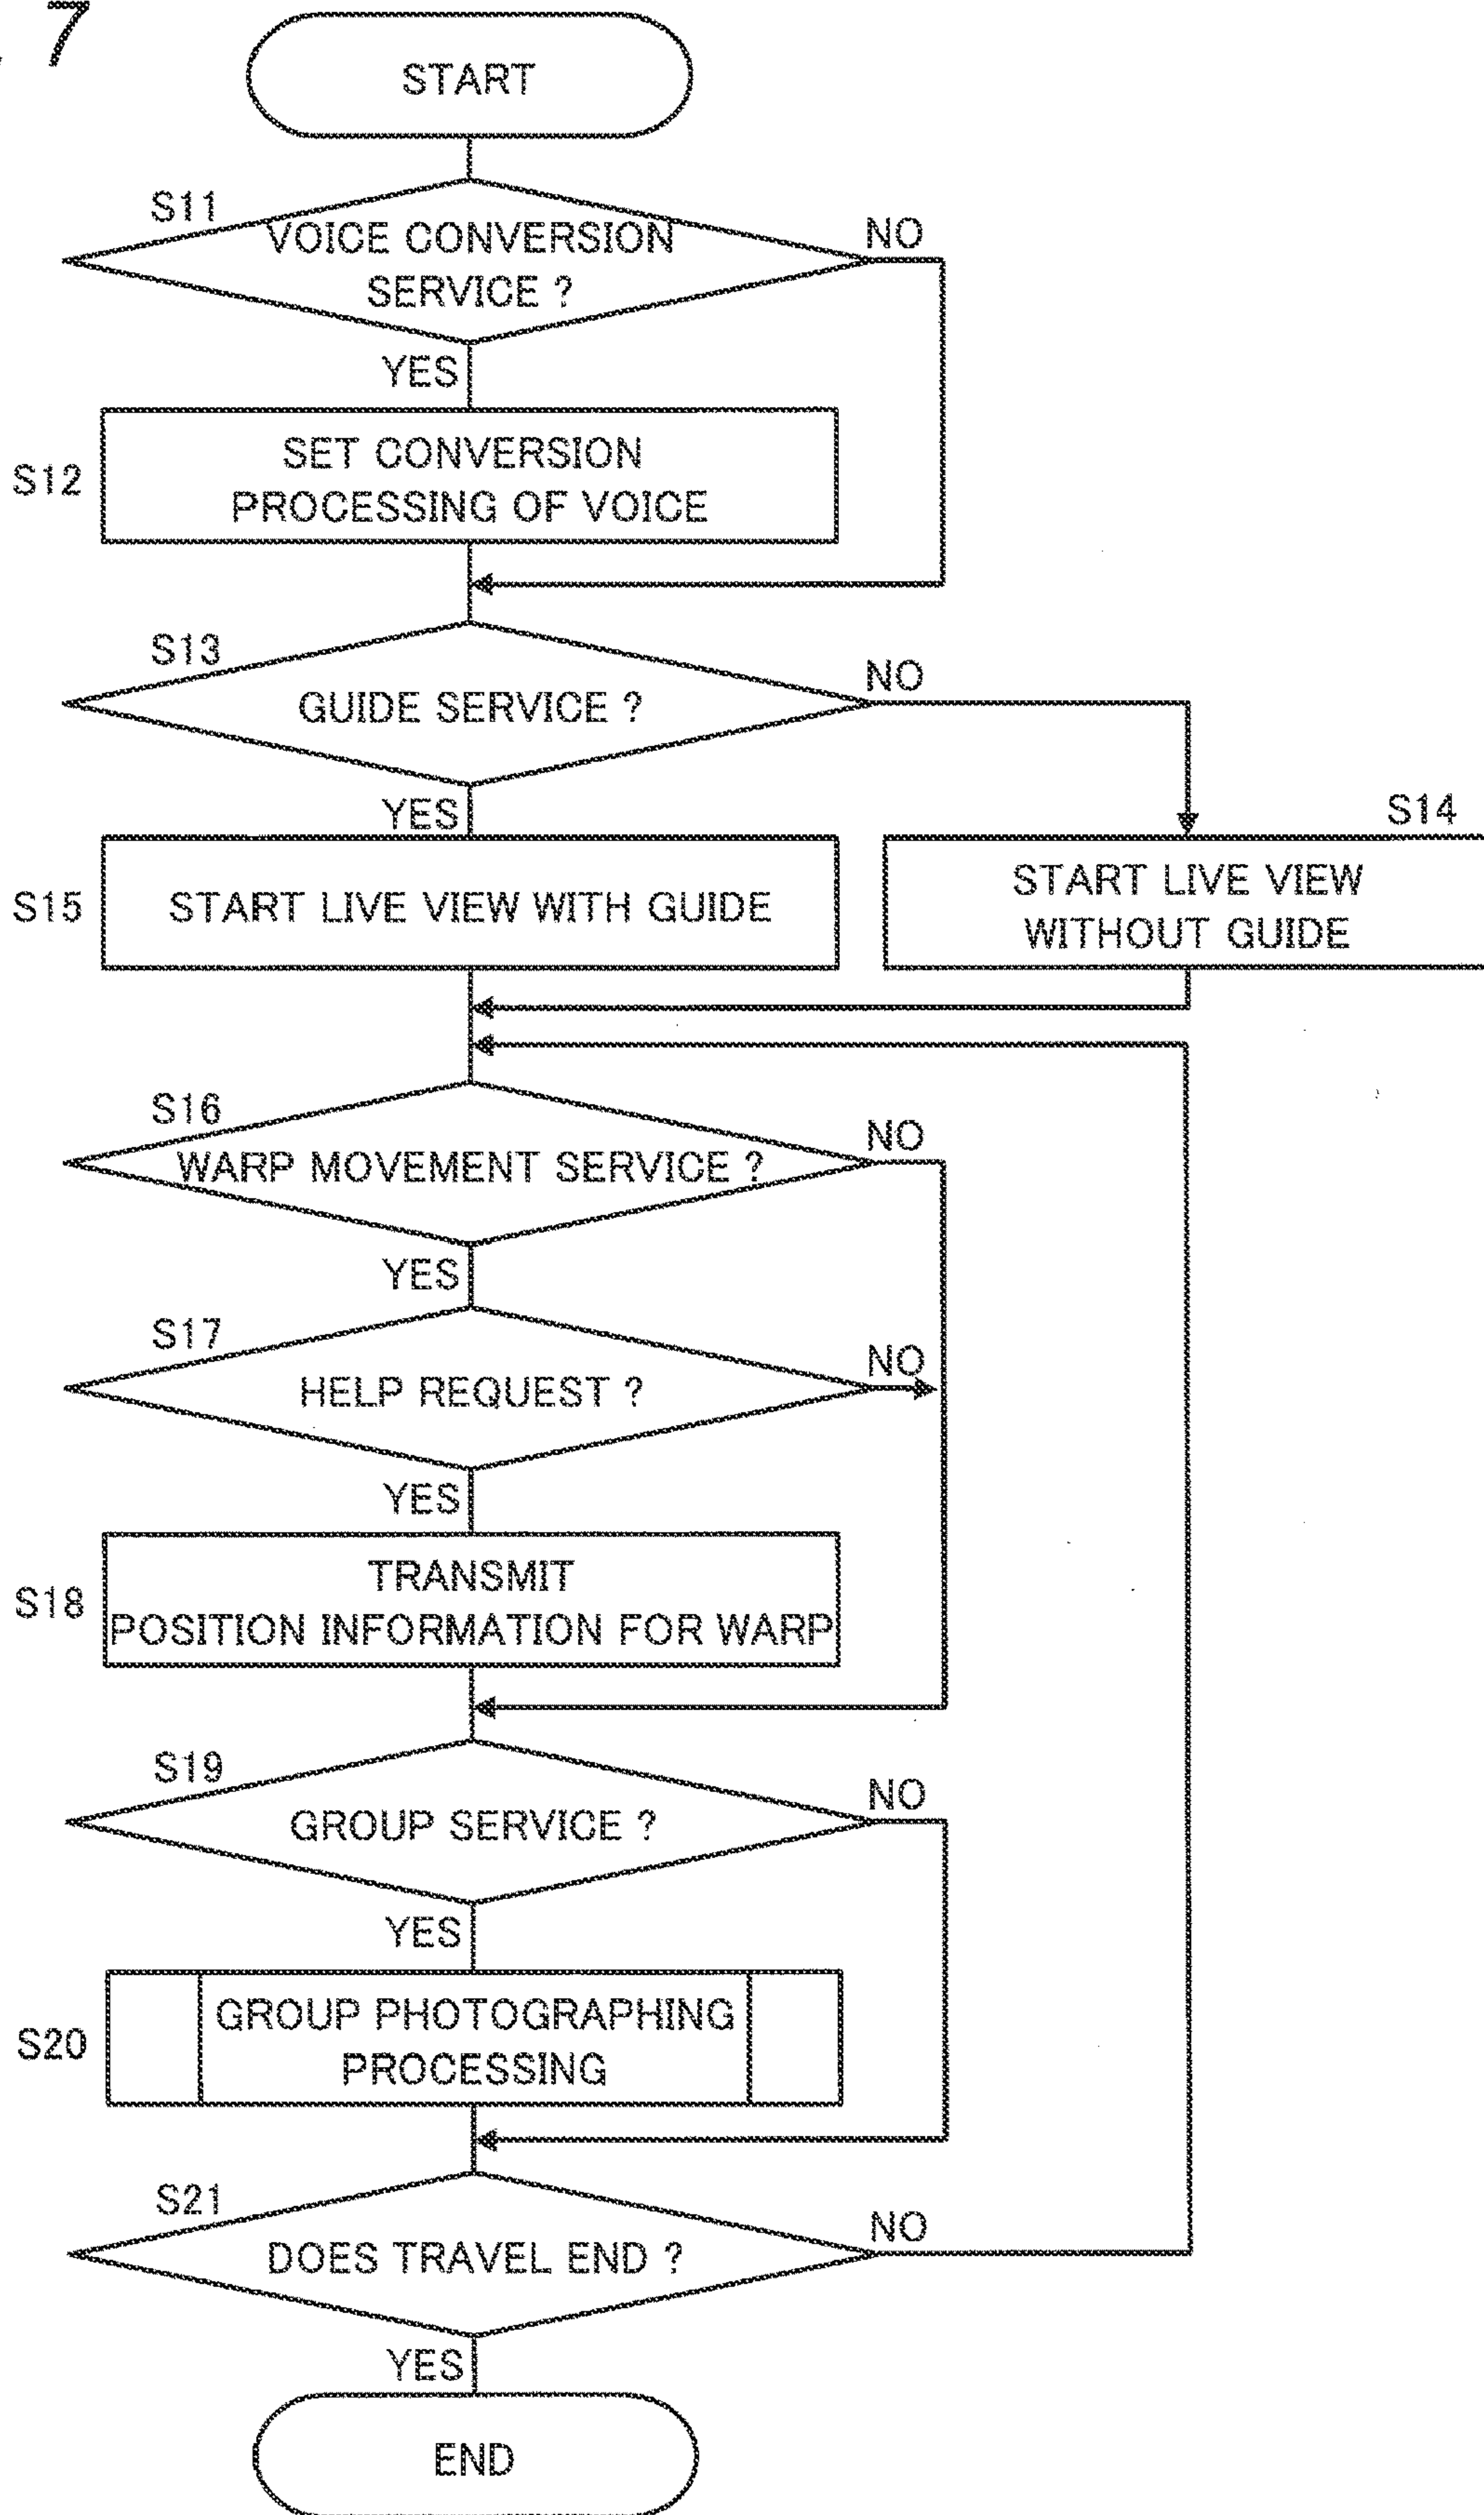 7
START
S11
VOICE CONVERSION
SERVICE ?
NO
YES
S12
SET CONVERSION
PROCESSING OF VOICE
S13
GUIDE SERVICE ?
NO
YES
S14
S15
START LIVE VIEW WITH GUIDE
START LIVE VIEW
WITHOUT GUIDE
S16
WARP MOVEMENT SERVICE ?
NO
YES
S17
HELP REQUEST ?
NO
YES
S18
TRANSMIT
POSITION INFORMATION FOR WARP
S19
GROUP SERVICE ?
NO
YES
S20
GROUP PHOTOGRAPHING
PROCESSING
S21
DOES TRAVEL END ?
NO
YES
END